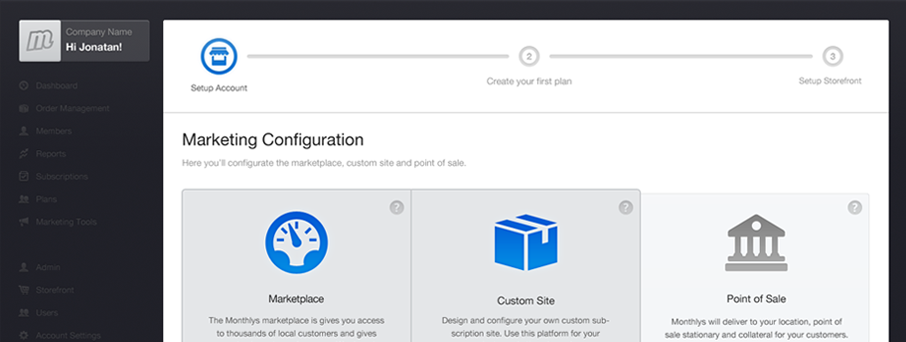 Company Name
Hi Jonatan!
Dashboard
Order Management
Members
Reports
Subscriptions
Plans
Marketing Tools
Admin
Storefront
Users
Account Settings
Setup Account
2
Create your first plan
3
Setup Storefront
Marketing Configuration
Here you'll configurate the marketplace, custom site and point of sale.
?
Marketplace
The Monthlys marketplace is gives you access
to thousands of local customers and gives
?
Custom Site
Design and configure your own custom sub-
scription site. Use this platform for your
?
Point of Sale
Monthlys will deliver to your location, point of
sale stationary and collateral for your customers.